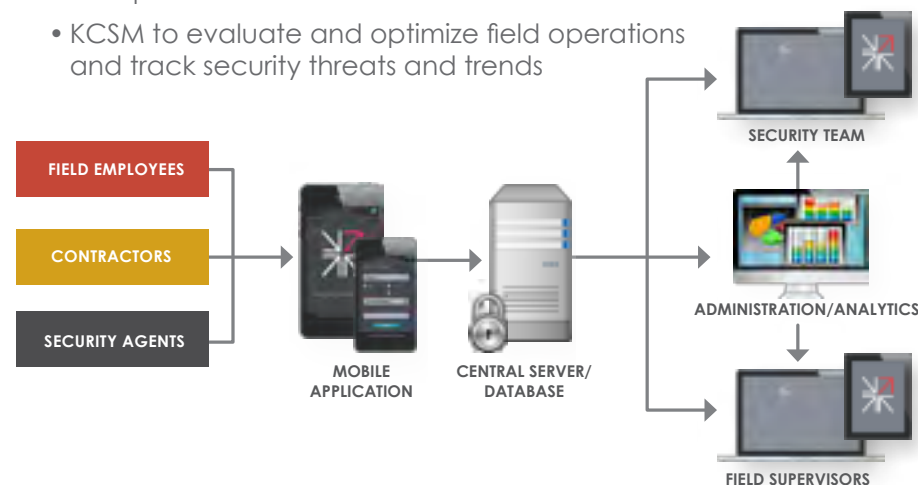 • KCSM to evaluate and optimize field operations
and track security threats and trends
FIELD EMPLOYEES
CONTRACTORS
SECURITY AGENTS
MOBILE
APPLICATION
CENTRAL SERVER/
DATABASE
SECURITY TEAM
ADMINISTRATION/ANALYTICS
FIELD SUPERVISORS